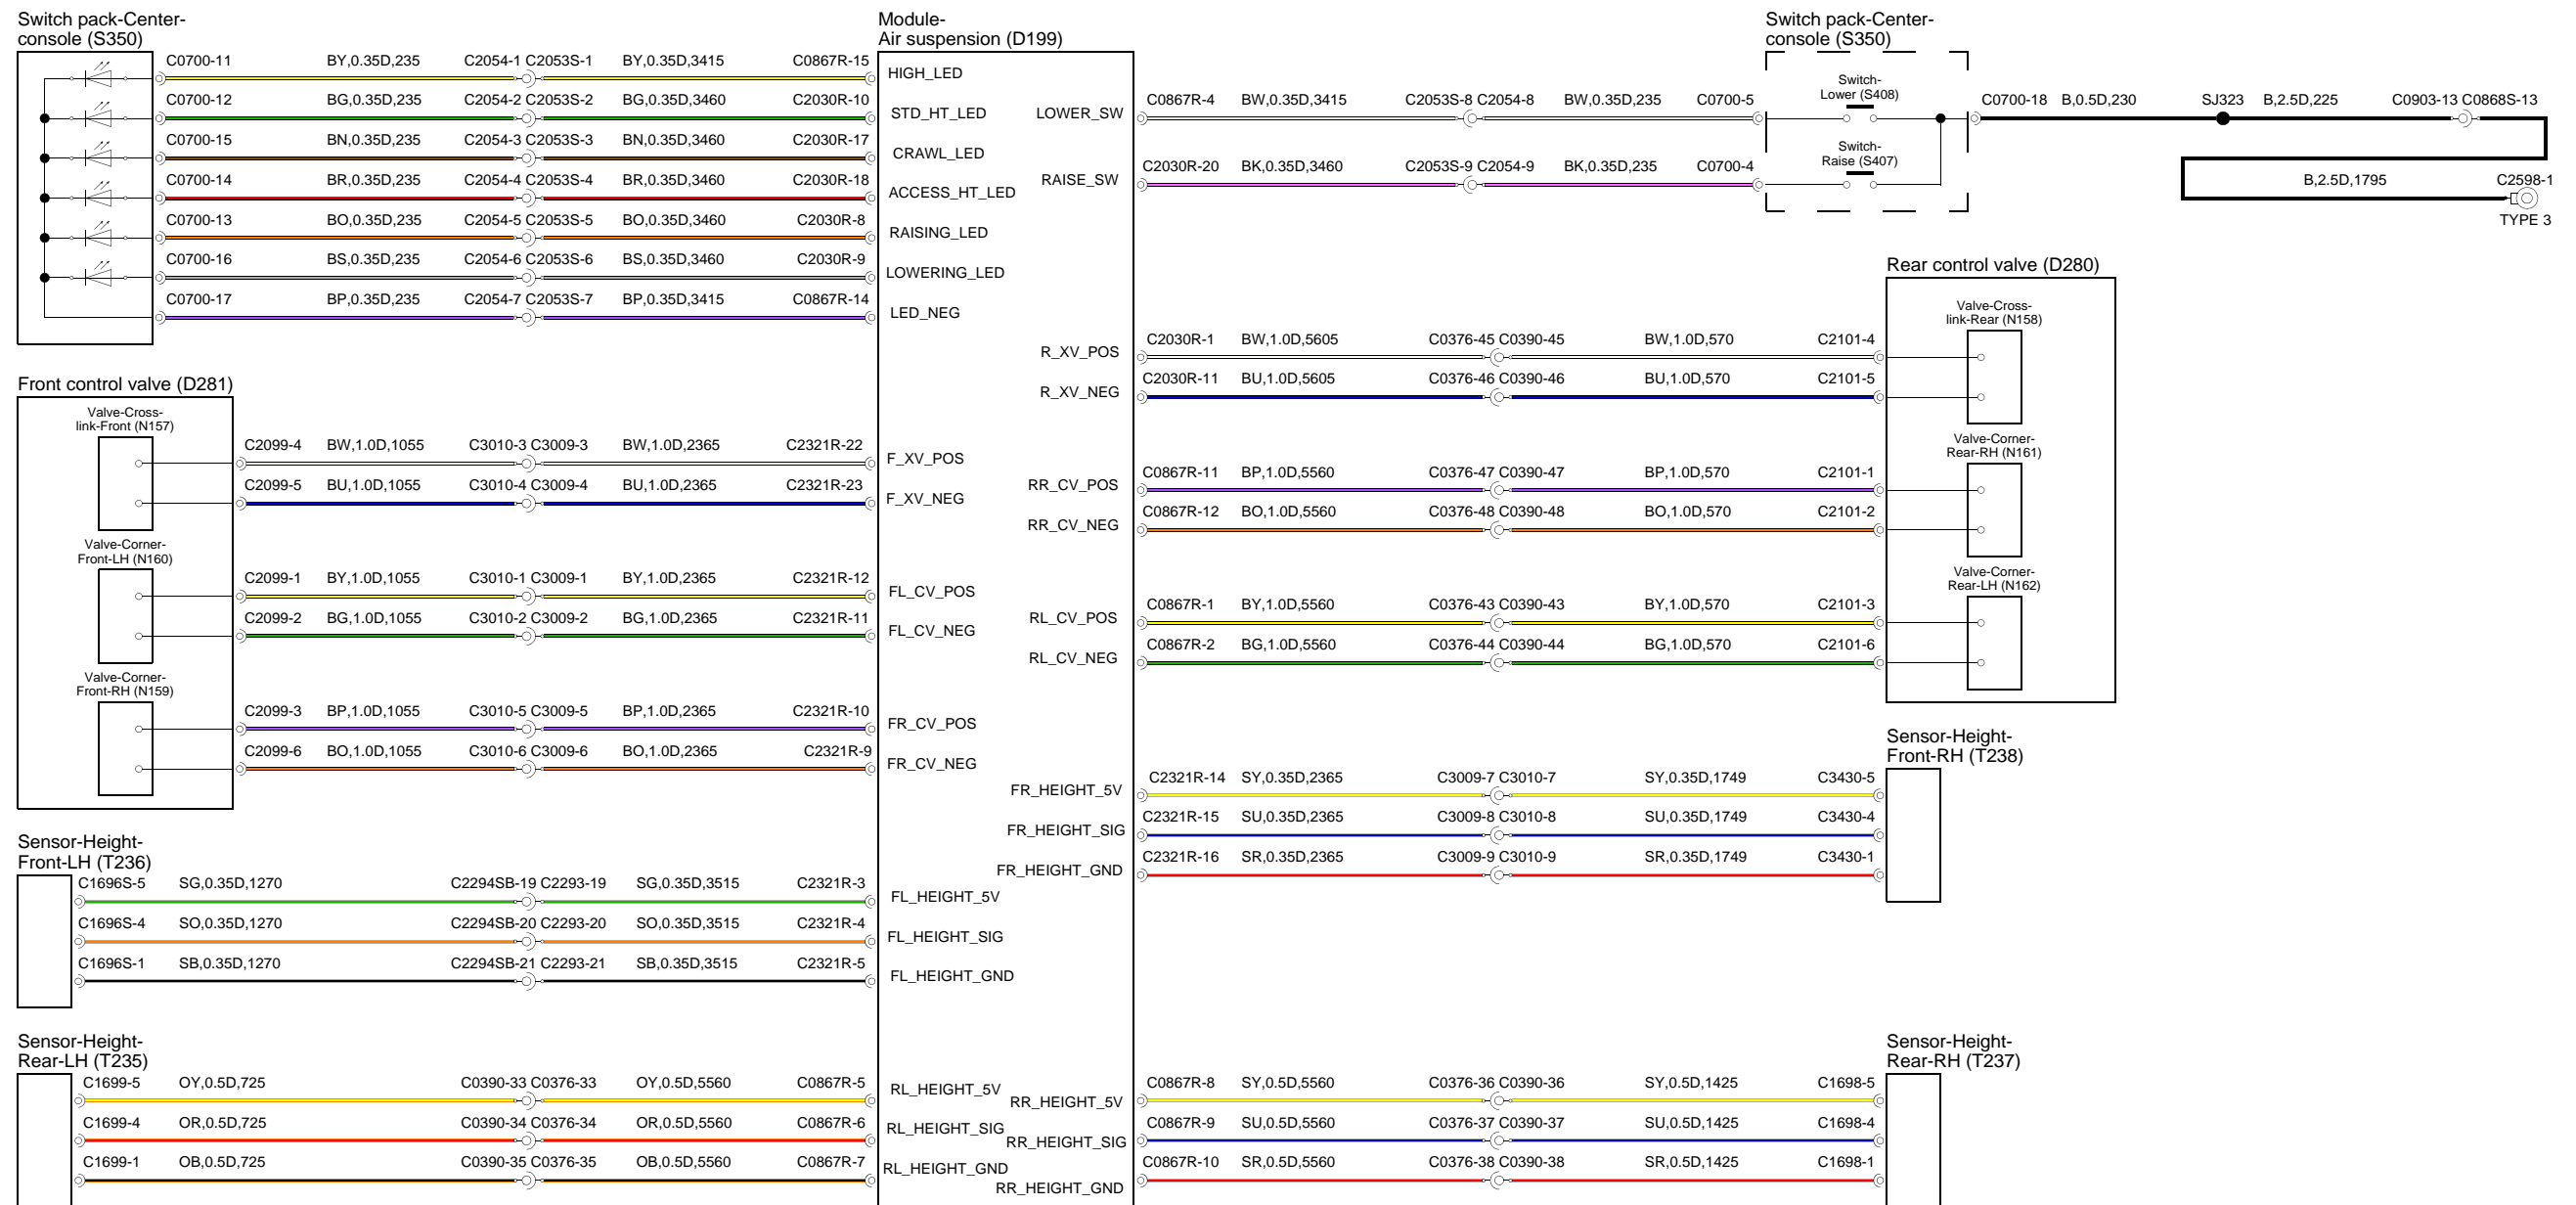 Switch pack-Center-
console (S350)
C0700-11 BY,0.35D,235 C2054-1 C2053S-1 BY,0.35D,3415 C0867R-15 HIGH_LED
C0700-12 BG,0.35D,235 C2054-2 C2053S-2 BG,0.35D,3460 C2030R-10 STD_HT_LED
C0700-15 BN,0.35D,235 C2054-3 C2053S-3 BN,0.35D,3460 C2030R-17 CRAWL_LED
C0700-14 BR,0.35D,235 C2054-4 C2053S-4 BR,0.35D,3460 C2030R-18 ACCESS_HT_LED
C0700-13 BO,0.35D,235 C2054-5 C2053S-5 BO,0.35D,3460 C2030R-8 RAISING_LED
C0700-16 BS,0.35D,235 C2054-6 C2053S-6 BS,0.35D,3460 C2030R-9 LOWERING_LED
C0700-17 BP,0.35D,235 C2054-7 C2053S-7 BP,0.35D,3415 C0867R-14 LED_NEG
Front control valve (D281)
Valve-Cross-
link-Front (N157)
C2099-4 BW,1.0D,1055 C3010-3 C3009-3 BW,1.0D,2365 C2321R-22 F_XV_POS
C2099-5 BU,1.0D,1055 C3010-4 C3009-4 BU,1.0D,2365 C2321R-23 F_XV_NEG
Valve-Corner-
Front-LH (N160)
C2099-1 BY,1.0D,1055 C3010-1 C3009-1 BY,1.0D,2365 C2321R-12 FL_CV_POS
C2099-2 BG,1.0D,1055 C3010-2 C3009-2 BG,1.0D,2365 C2321R-11 FL_CV_NEG
Valve-Corner-
Front-RH (N159)
C2099-3 BP,1.0D,1055 C3010-5 C3009-5 BP,1.0D,2365 C2321R-10 FR_CV_POS
C2099-6 BO,1.0D,1055 C3010-6 C3009-6 BO,1.0D,2365 C2321R-9 FR_CV_NEG
Sensor-Height-
Front-LH (T236)
C1696S-5 SG,0.35D,1270 C2294SB-19 C2293-19 SG,0.35D,3515 C2321R-3 FL_HEIGHT_5V
C1696S-4 SO,0.35D,1270 C2294SB-20 C2293-20 SO,0.35D,3515 C2321R-4 FL_HEIGHT_SIG
C1696S-1 SB,0.35D,1270 C2294SB-21 C2293-21 SB,0.35D,3515 C2321R-5 FL_HEIGHT_GND
Sensor-Height-
Rear-LH (T235)
C1699-5 OY,0.5D,725 C0390-33 C0376-33 OY,0.5D,5560 C0867R-5 RL_HEIGHT_5V
C1699-4 OR,0.5D,725 C0390-34 C0376-34 OR,0.5D,5560 C0867R-6 RL_HEIGHT_SIG
C1699-1 OB,0.5D,725 C0390-35 C0376-35 OB,0.5D,5560 C0867R-7 RL_HEIGHT_GND
Module-
Air suspension (D199)
Switch pack-Center-
console (S350)
Switch-
Lower (S408)
LOWER_SW C0867R-4 BW,0.35D,3415 C2053S-8 C2054-8 BW,0.35D,235 C0700-5
C0700-18 B,0.5D,230 SJ323 B,2.5D,225 C0903-13 C0868S-13
Switch-
Raise (S407)
RAISE_SW C2030R-20 BK,0.35D,3460 C2053S-9 C2054-9 BK,0.35D,235 C0700-4
B,2.5D,1795 C2598-1
TYPE 3
Rear control valve (D280)
Valve-Cross-
link-Rear (N158)
R_XV_POS C2030R-1 BW,1.0D,5605 C0376-45 C0390-45 BW,1.0D,570 C2101-4
R_XV_NEG C2030R-11 BU,1.0D,5605 C0376-46 C0390-46 BU,1.0D,570 C2101-5
Valve-Corner-
Rear-RH (N161)
RR_CV_POS C0867R-11 BP,1.0D,5560 C0376-47 C0390-47 BP,1.0D,570 C2101-1
RR_CV_NEG C0867R-12 BO,1.0D,5560 C0376-48 C0390-48 BO,1.0D,570 C2101-2
Valve-Corner-
Rear-LH (N162)
RL_CV_POS C0867R-1 BY,1.0D,5560 C0376-43 C0390-43 BY,1.0D,570 C2101-3
RL_CV_NEG C0867R-2 BG,1.0D,5560 C0376-44 C0390-44 BG,1.0D,570 C2101-6
Sensor-Height-
Front-RH (T238)
FR_HEIGHT_5V C2321R-14 SY,0.35D,2365 C3009-7 C3010-7 SY,0.35D,1749 C3430-5
FR_HEIGHT_SIG C2321R-15 SU,0.35D,2365 C3009-8 C3010-8 SU,0.35D,1749 C3430-4
FR_HEIGHT_GND C2321R-16 SR,0.35D,2365 C3009-9 C3010-9 SR,0.35D,1749 C3430-1
Sensor-Height-
Rear-RH (T237)
RR_HEIGHT_5V C0867R-8 SY,0.5D,5560 C0376-36 C0390-36 SY,0.5D,1425 C1698-5
RR_HEIGHT_SIG C0867R-9 SU,0.5D,5560 C0376-37 C0390-37 SU,0.5D,1425 C1698-4
RR_HEIGHT_GND C0867R-10 SR,0.5D,5560 C0376-38 C0390-38 SR,0.5D,1425 C1698-1